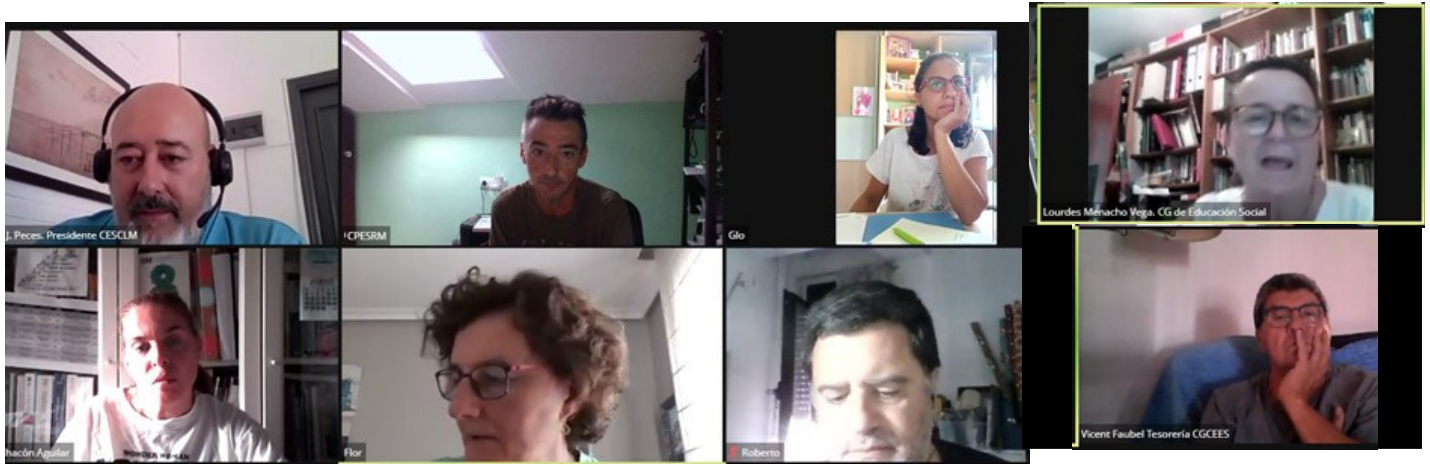 J. Peces. Presidente CESCLM
CPESRM
Glo
Lourdes Menacho Vega. CG de Educación Social
hacón Aguilar
Flor
Roberto
Vicent Faubel Tesorería CGCEES